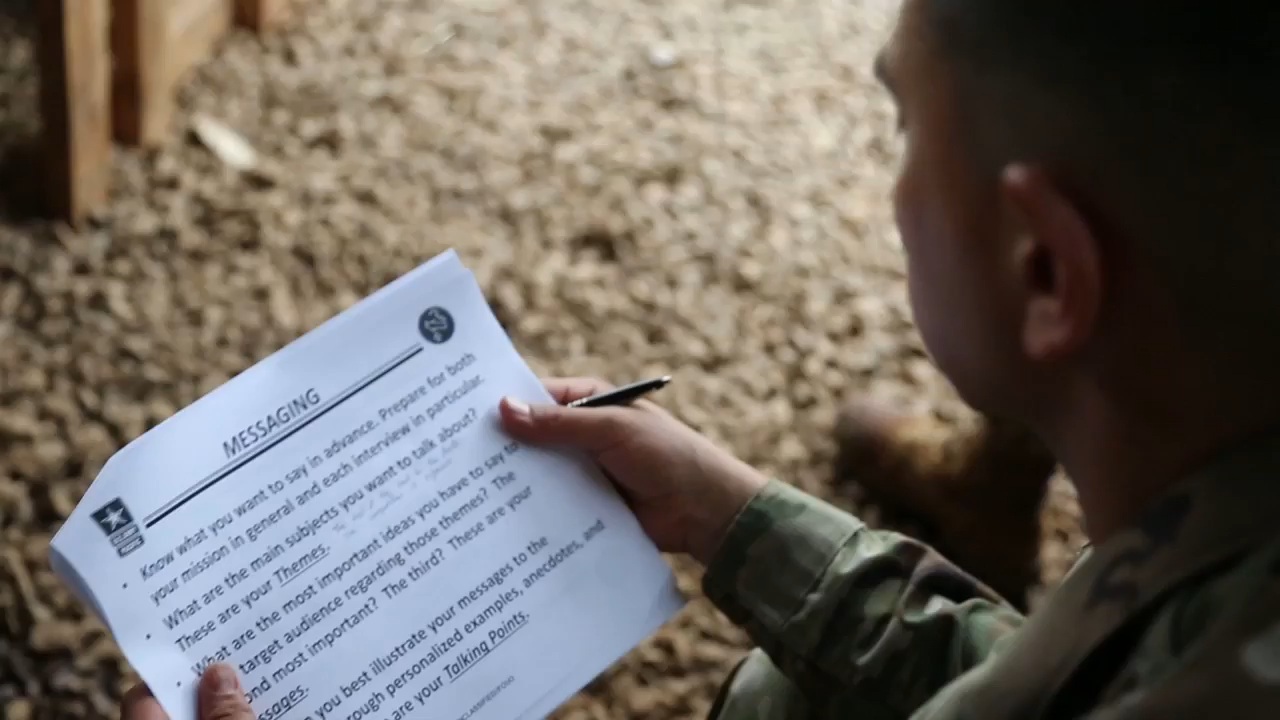 MESSAGING
• Know what you want to say in advance. Prepare for both
your mission in general and each interview in particular.
• What are the main subjects you want to talk about?
These are your Themes.
• What are the most important ideas you have to say to
target audience regarding those themes? The
ond most important? The third? These are your
ssages.
you best illustrate your messages to the
rough personalized examples, anecdotes, and
are your Talking Points.